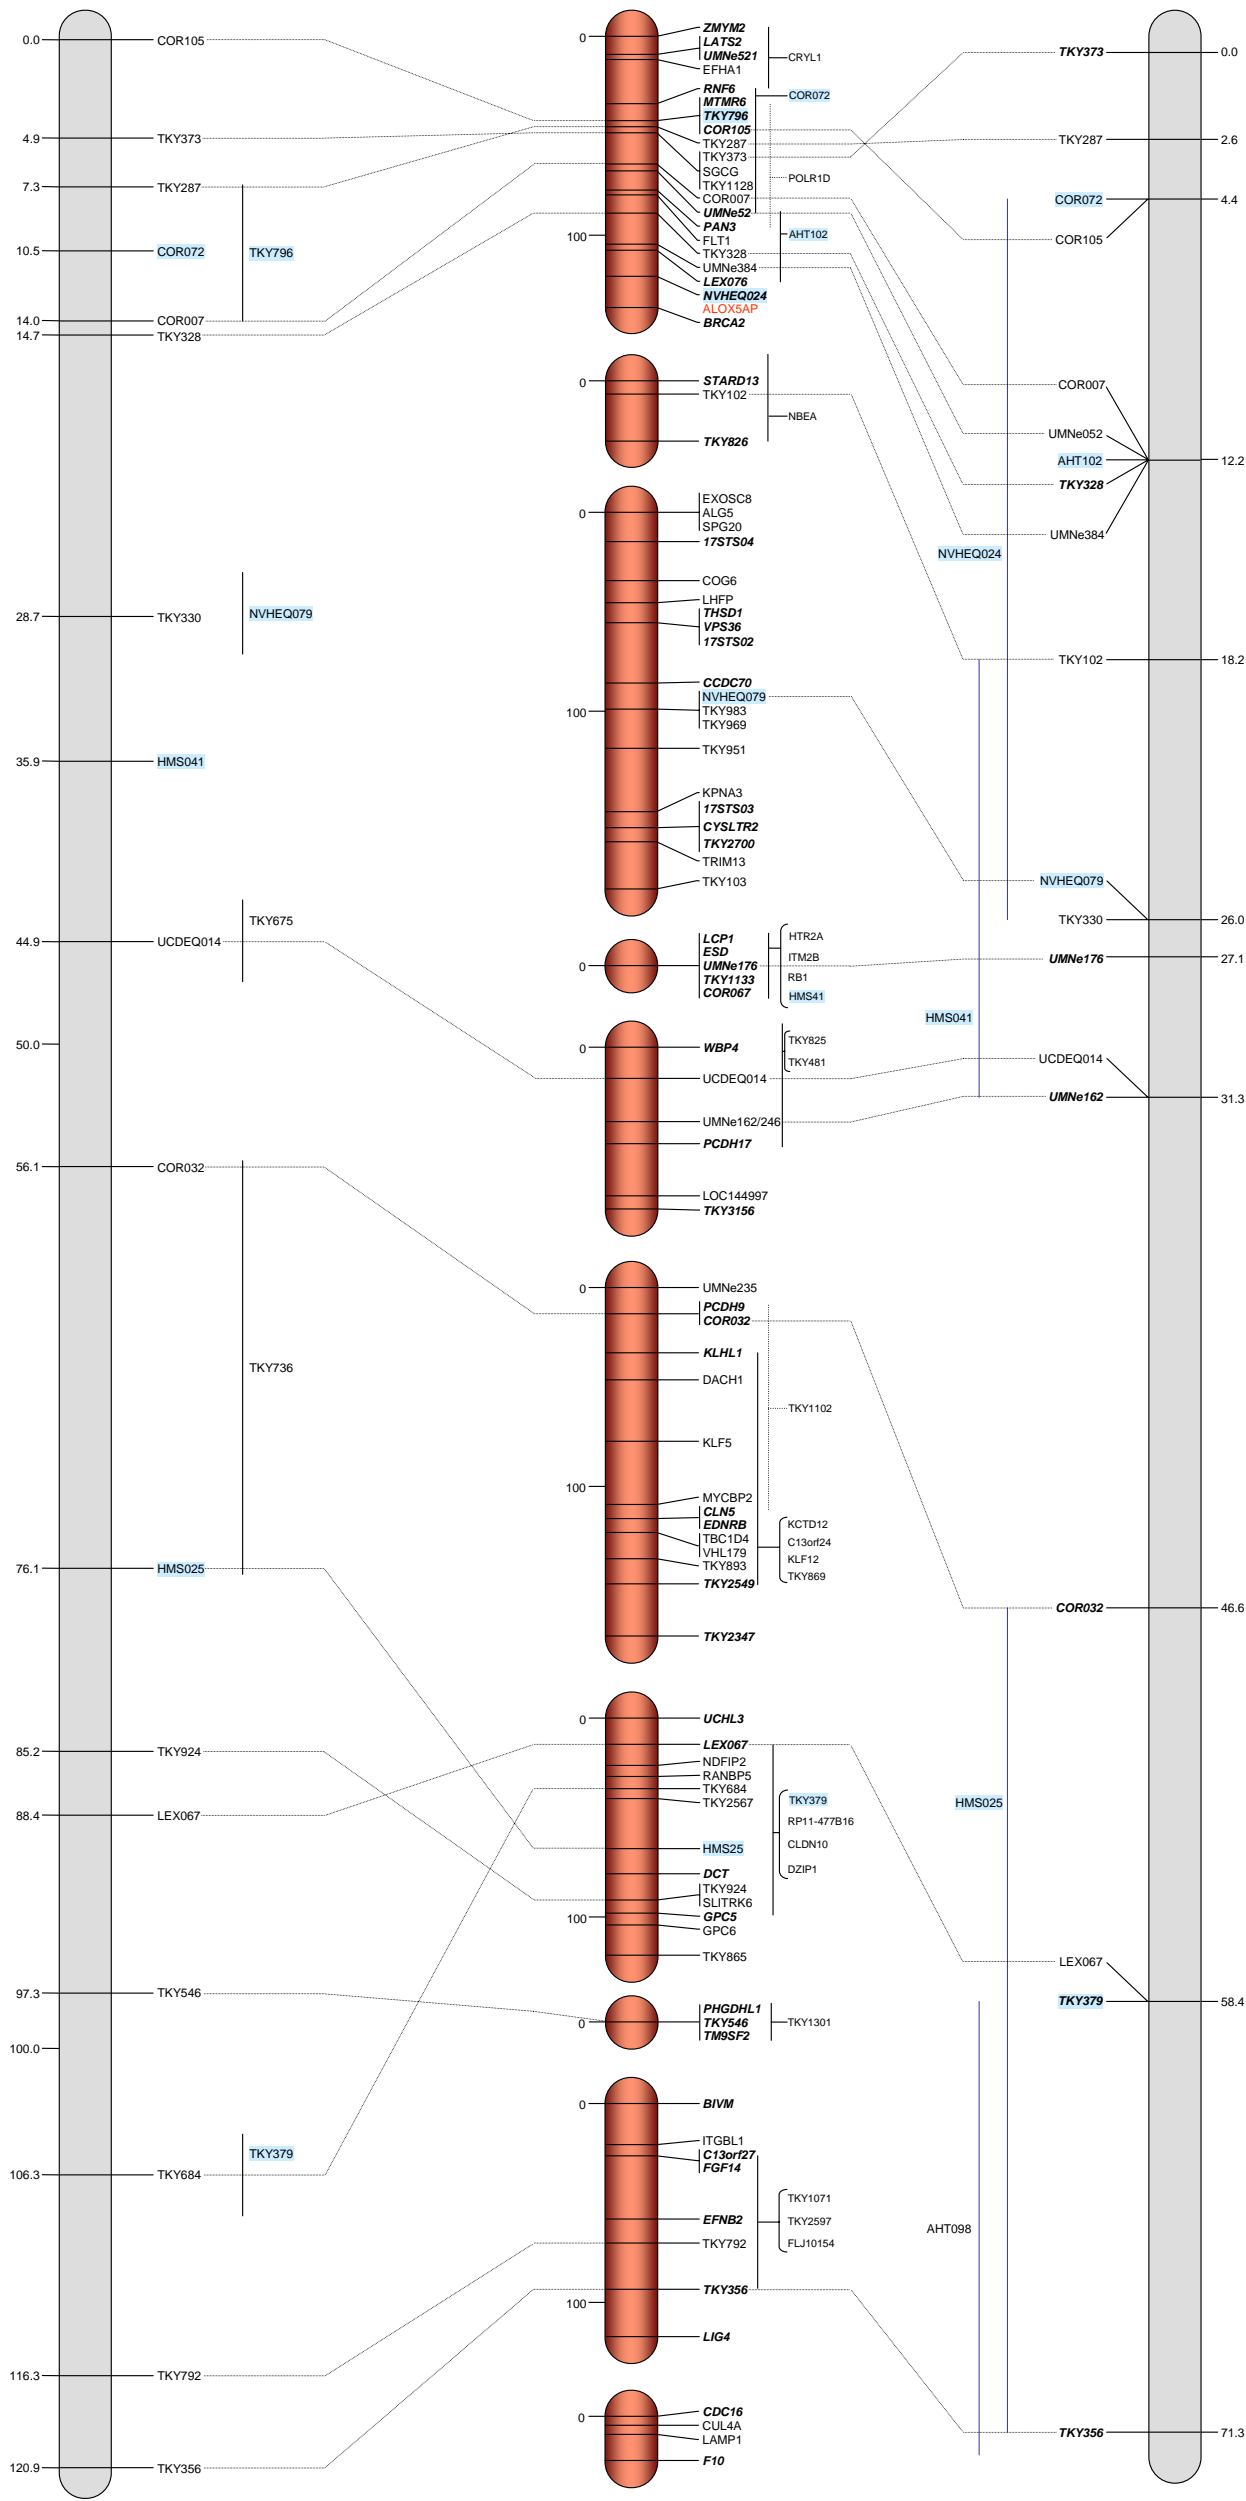 0.0
COR105
4.9
TKY373
7.3
TKY287
10.5
COR072
TKY796
14.0
COR007
14.7
TKY328
28.7
TKY330
NVHEQ079
35.9
HMS041
TKY675
44.9
UCDEQ014
50.0
56.1
COR032
TKY736
76.1
HMS025
85.2
TKY924
88.4
LEX067
97.3
TKY546
100.0
TKY379
106.3
TKY684
116.3
TKY792
120.9
TKY356
0
ZMYM2
LATS2
UMNe521
EFHA1
CRYL1
RNF6
MTMR6
TKY796
COR105
TKY287
TKY373
SGCG
TKY1128
COR007
UMNe52
PAN3
FLT1
TKY328
UMNe384
LEX076
NVHEQ024
ALOX5AP
BRCA2
COR072
POLR1D
AHT102
100
0
STARD13
TKY102
NBEA
TKY826
0
EXOSC8
ALG5
SPG20
17STS04
COG6
LHFP
THSD1
VPS36
17STS02
CCDC70
NVHEQ079
TKY983
TKY969
100
TKY951
KPNA3
17STS03
CYSLTR2
TKY2700
TRIM13
TKY103
0
LCP1
ESD
UMNe176
TKY1133
COR067
HTR2A
ITM2B
RB1
HMS41
0
WBP4
TKY825
TKY481
UCDEQ014
UMNe162/246
PCDH17
LOC144997
TKY3156
0
UMNe235
PCDH9
COR032
KLHL1
DACH1
TKY1102
KLF5
100
MYCBP2
CLN5
EDNRB
TBC1D4
VHL179
TKY893
TKY2549
KCTD12
C13orf24
KLF12
TKY869
TKY2347
0
UCHL3
LEX067
NDFIP2
RANBP5
TKY684
TKY2567
HMS25
DCT
TKY924
SLITRK6
GPC5
GPC6
TKY865
100
TKY379
RP11-477B16
CLDN10
DZIP1
0
PHGDHL1
TKY546
TM9SF2
TKY1301
0
BIVM
ITGBL1
C13orf27
FGF14
EFNB2
TKY792
TKY356
100
LIG4
TKY1071
TKY2597
FLJ10154
0
CDC16
CUL4A
LAMP1
F10
TKY373
0.0
TKY287
2.6
COR072
4.4
COR105
COR007
UMNe052
AHT102
12.2
TKY328
UMNe384
NVHEQ024
TKY102
18.2
NVHEQ079
TKY330
26.0
UMNe176
27.1
HMS041
UCDEQ014
UMNe162
31.3
COR032
46.6
HMS025
LEX067
TKY379
58.4
AHT098
TKY356
71.3